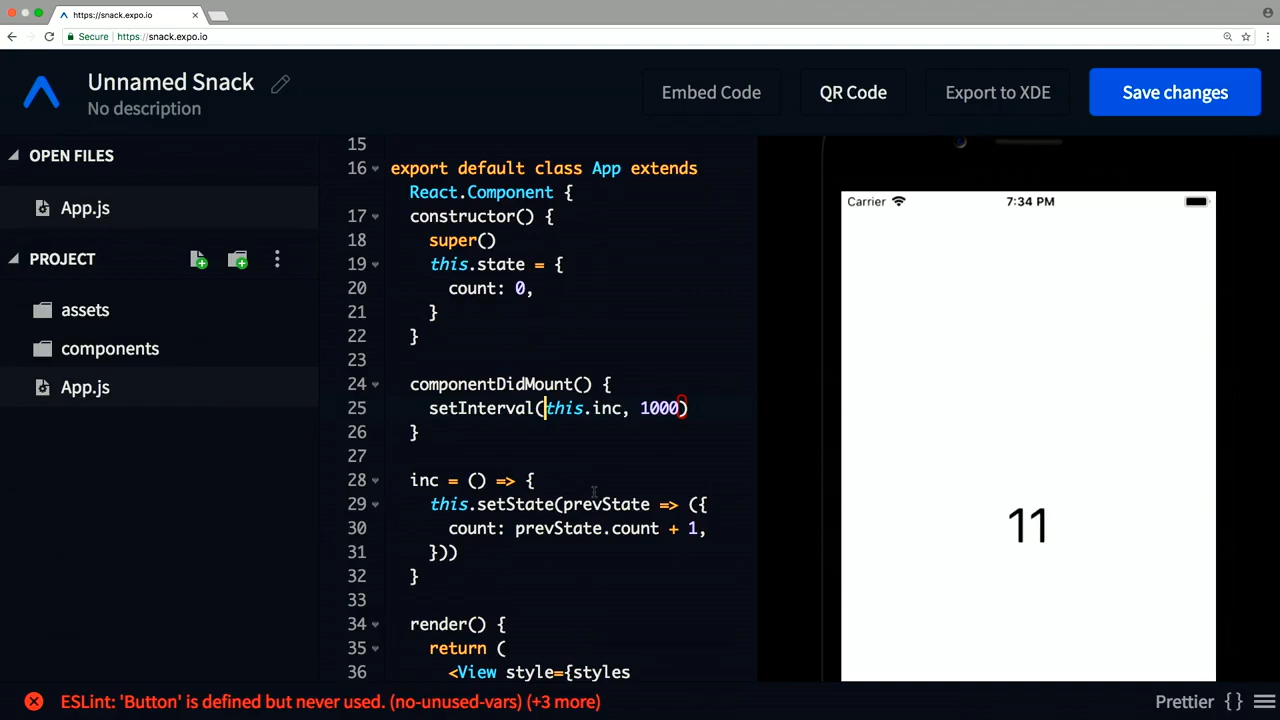 https://snack.expo.io
Secure https://snack.expo.io
Unnamed Snack
No description
Embed Code
QR Code
Export to XDE
Save changes
OPEN FILES
App.js
PROJECT
assets
components
App.js
15
16 export default class App extends
React.Component {
17 constructor() {
18 super()
19 this.state = {
20 count: 0,
21 }
22 }
23
24 componentDidMount() {
25 setInterval(this.inc, 1000)
26 }
27
28 inc = () => {
29 this.setState(prevState => ({
30 count: prevState.count + 1,
31 }))
32 }
33
34 render() {
35 return (
36 <View style={styles
Carrier 7:34 PM
11
ESLint: 'Button' is defined but never used. (no-unused-vars) (+3 more)
Prettier {}